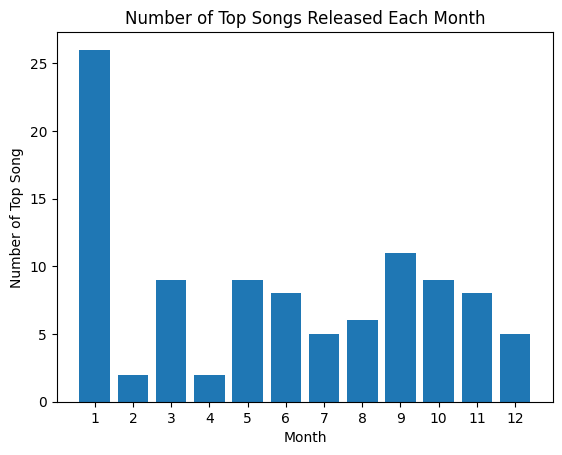 Number of Top Songs Released Each Month
Number of Top Song
25
20
15
10
5
0
1 2 3 4 5 6 7 8 9 10 11 12
Month